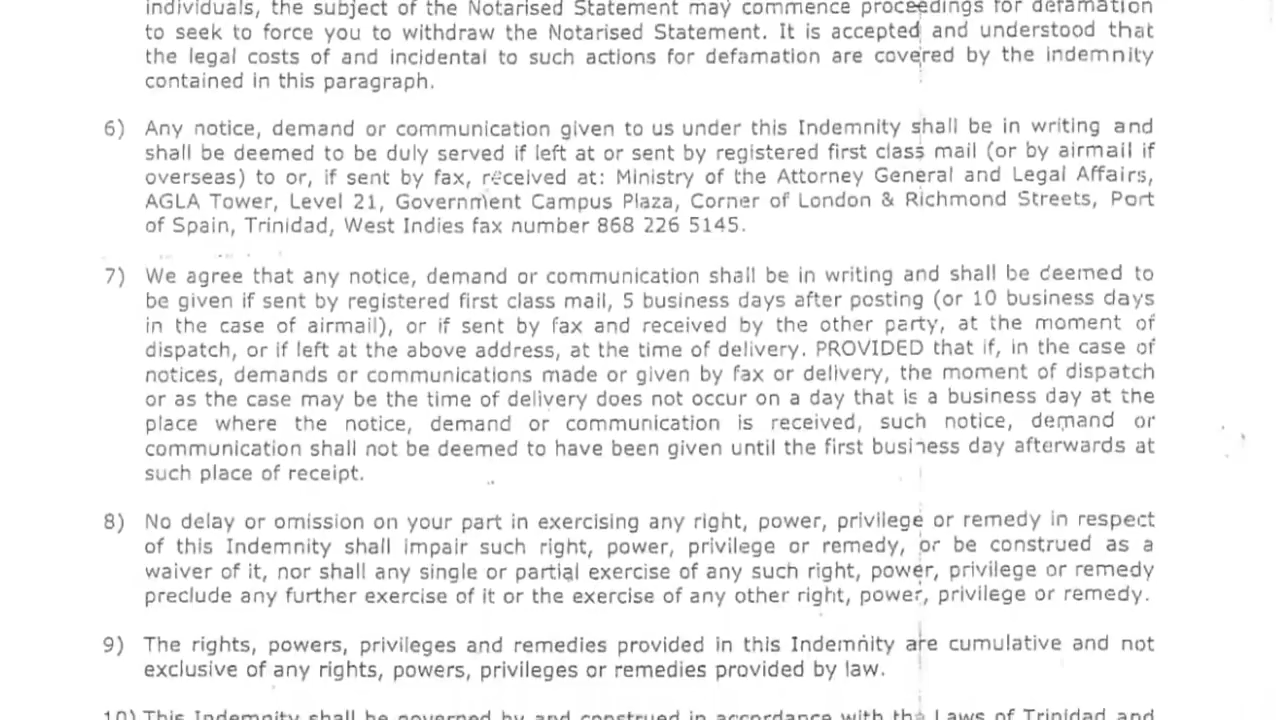 individuals, the subject of the Notarised Statement may commence proceedings for defamation
to seek to force you to withdraw the Notarised Statement. It is accepted and understood that
the legal costs of and incidental to such actions for defamation are covered by the indemnity
contained in this paragraph.
6) Any notice, demand or communication given to us under this Indemnity shall be in writing and
shall be deemed to be duly served if left at or sent by registered first class mail (or by airmail if
overseas) to or, if sent by fax, received at: Ministry of the Attorney General and Legal Affairs,
AGLA Tower, Level 21, Government Campus Plaza, Corner of London & Richmond Streets, Port
of Spain, Trinidad, West Indies fax number 868 226 5145.
7) We agree that any notice, demand or communication shall be in writing and shall be deemed to
be given if sent by registered first class mail, 5 business days after posting (or 10 business days
in the case of airmail), or if sent by fax and received by the other party, at the moment of
dispatch, or if left at the above address, at the time of delivery. PROVIDED that if, in the case of
notices, demands or communications made or given by fax or delivery, the moment of dispatch
or as the case may be the time of delivery does not occur on a day that is a business day at the
place where the notice, demand or communication is received, such notice, demand or
communication shall not be deemed to have been given until the first business day afterwards at
such place of receipt.
8) No delay or omission on your part in exercising any right, power, privilege or remedy in respect
of this Indemnity shall impair such right, power, privilege or remedy, or be construed as a
waiver of it, nor shall any single or partial exercise of any such right, power, privilege or remedy
preclude any further exercise of it or the exercise of any other right, power, privilege or remedy.
9) The rights, powers, privileges and remedies provided in this Indemnity are cumulative and not
exclusive of any rights, powers, privileges or remedies provided by law.
10) This Indemnity shall be governed by and construed in accordance with the Laws of Trinidad and